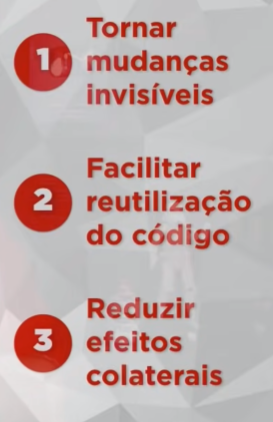 1
Tornar
mudanças
invisíveis
2
Facilitar
reutilização
do código
3
Reduzir
efeitos
colaterais